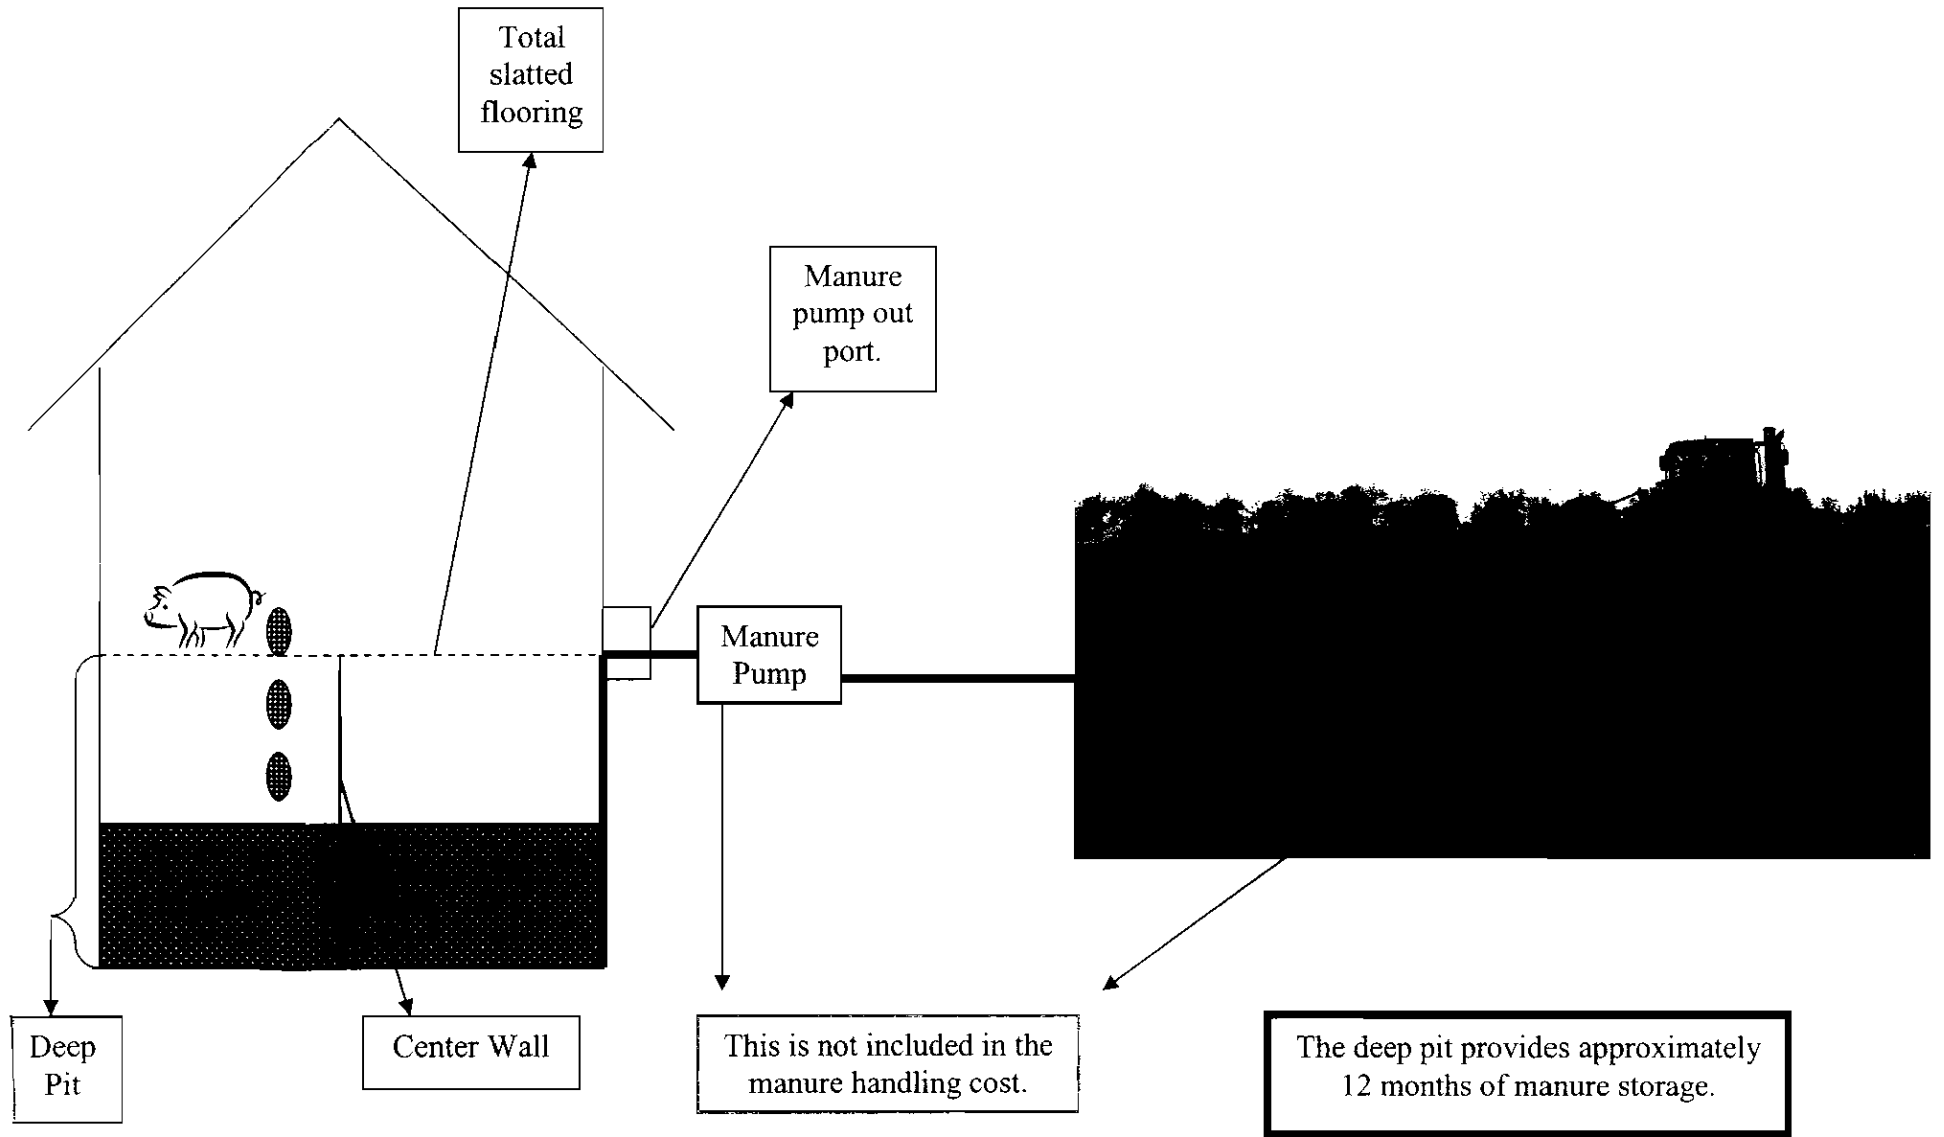 Total
slatted
flooring
Manure
pump out
port.
Manure
Pump
Deep
Pit
Center Wall
This is not included in the
manure handling cost.
The deep pit provides approximately
12 months of manure storage.